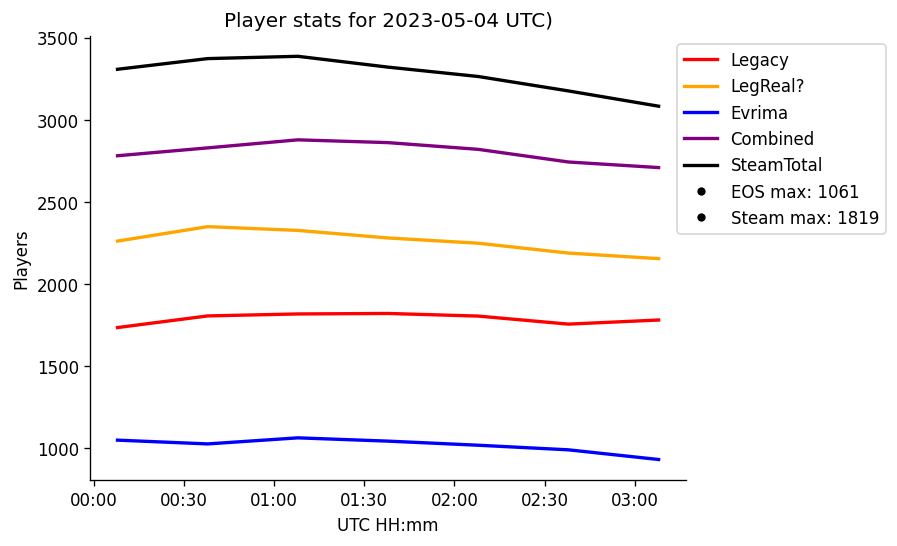 Player stats for 2023-05-04 UTC)
3500
3000
2500
2000
1500
1000
Players
00:00 00:30 01:00 01:30 02:00 02:30 03:00
UTC HH:mm
Legacy
LegReal?
Evrima
Combined
SteamTotal
EOS max: 1061
Steam max: 1819